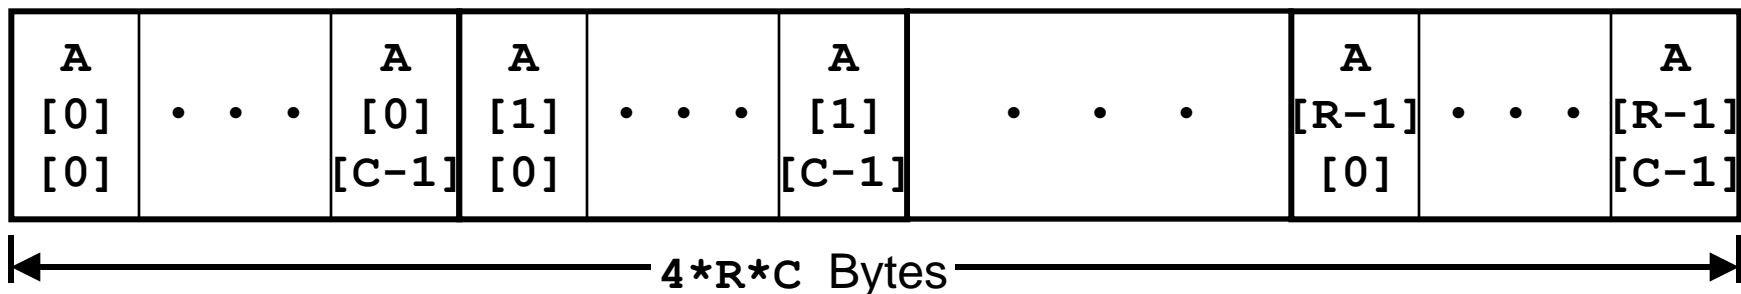 A A A A A A
[0] • • • [0] [1] • • • [1] • • • [R-1] • • • [R-1]
[0] [C-1] [0] [C-1] [0] [C-1]
4*R*C Bytes